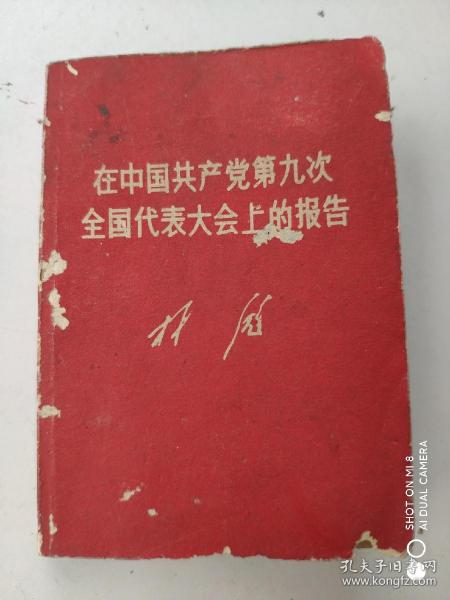 在中国共产党第九次
全国代表大会上的报告
林彪
SHOT ON MI 8
AI DUAL CAMERA
孔夫子旧书网
www.kongfz.com